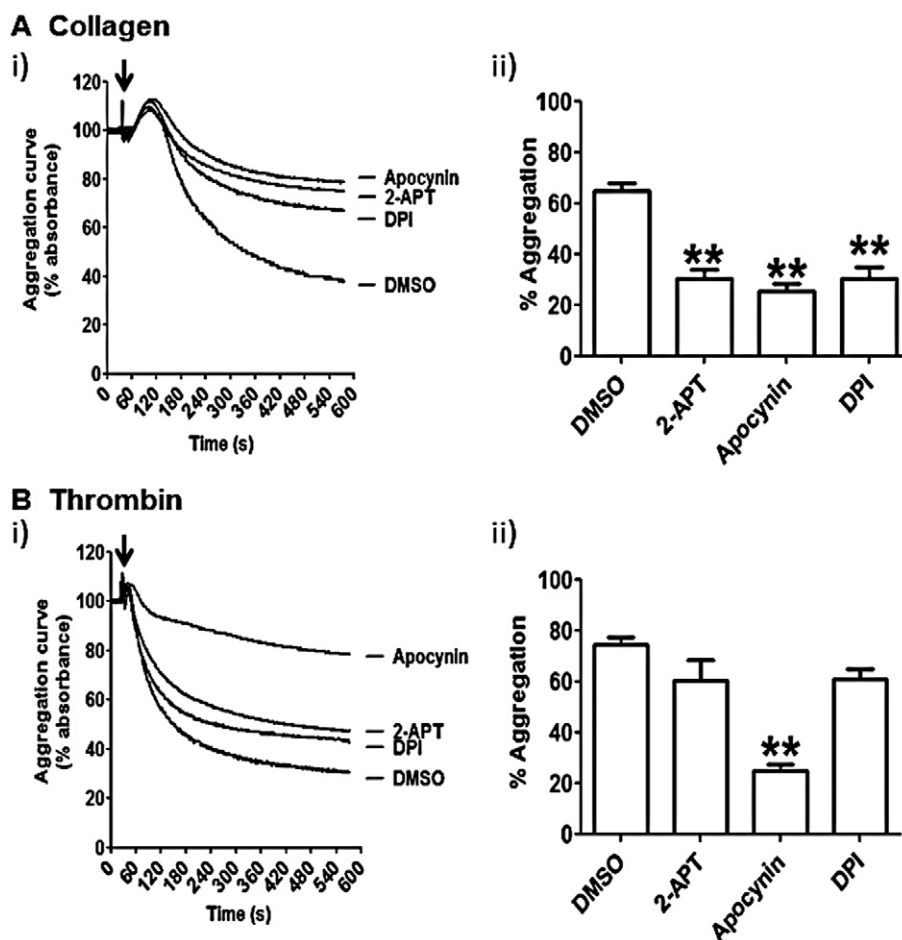 A Collagen
i)
Aggregation curve
(% absorbance)
120
100
80
60
40
20
0
Apocynin
2-APT
DPI
DMSO
0 60 120 180 240 300 360 420 480 540 600
Time (s)
ii)
% Aggregation
100
80
60
40
20
0
** ** **
DMSO 2-APT Apocynin DPI
B Thrombin
i)
Aggregation curve
(% absorbance)
120
100
80
60
40
20
0
Apocynin
2-APT
DPI
DMSO
0 60 120 180 240 300 360 420 480 540 600
Time (s)
ii)
% Aggregation
100
80
60
40
20
0
**
DMSO 2-APT Apocynin DPI